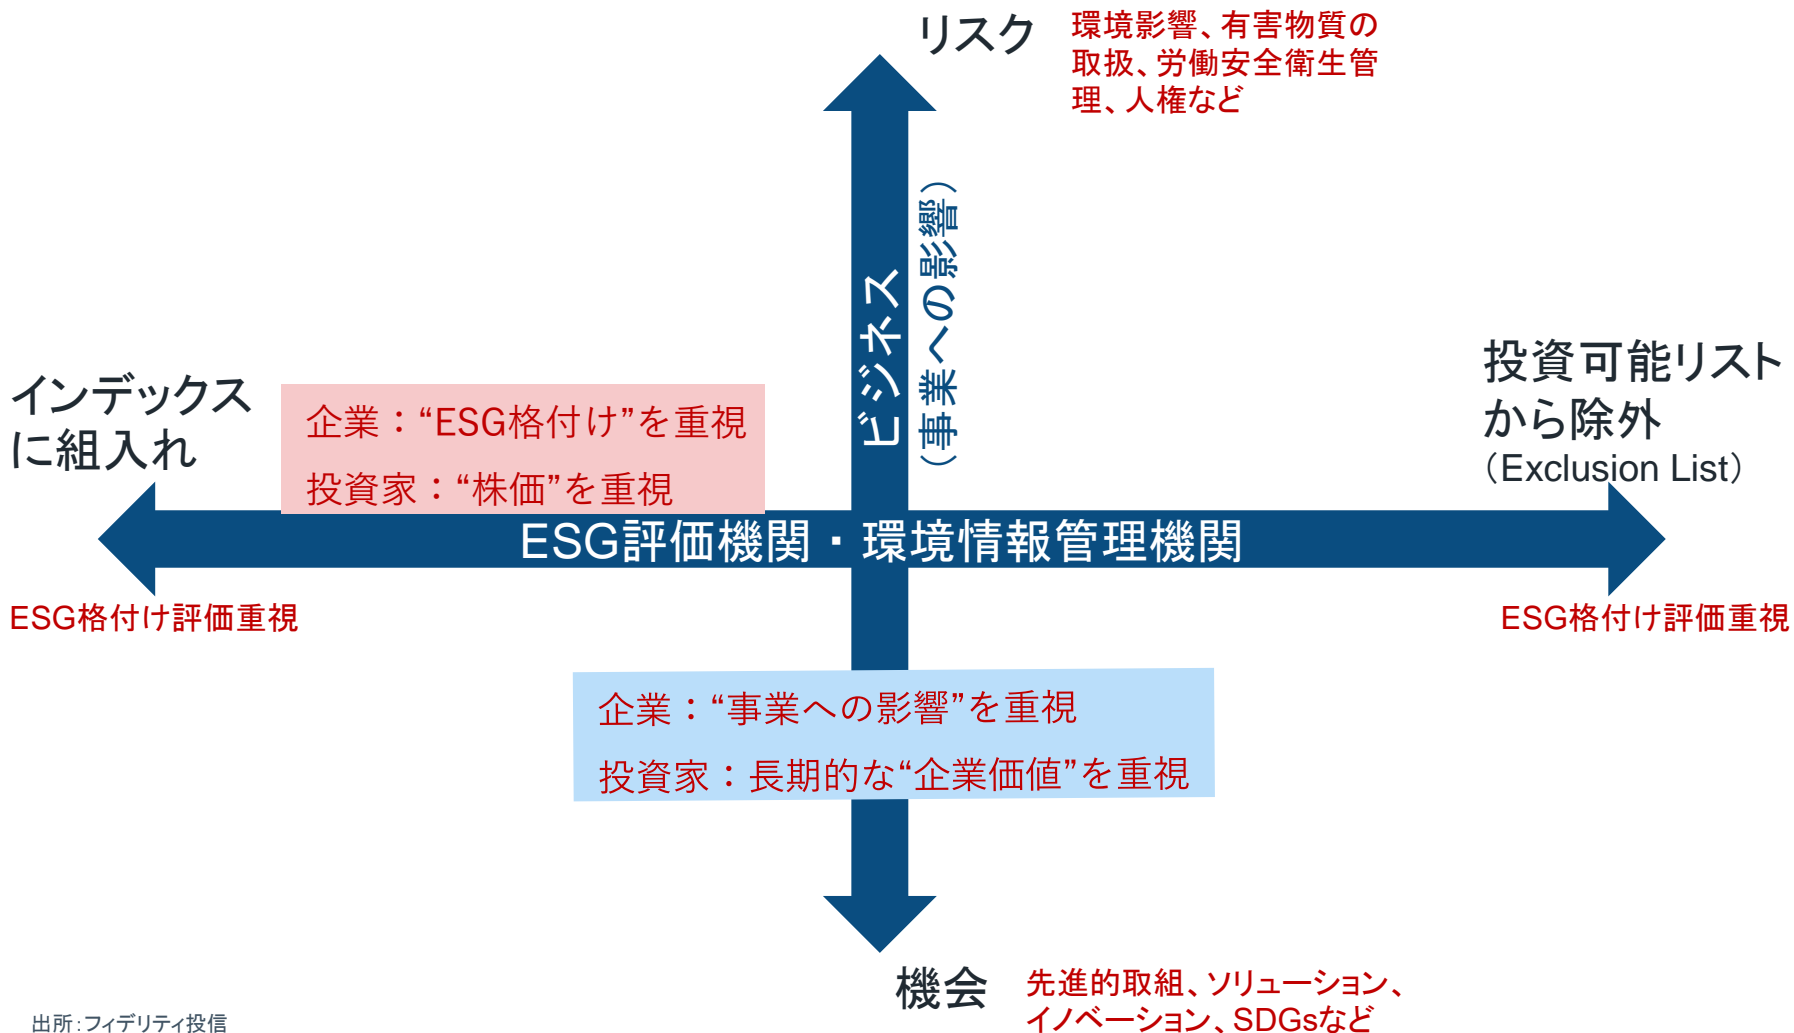 リスク
環境影響、有害物質の
取扱、労働安全衛生管
理、人権など
ビジネス
（事業への影響）
インデックス
に組入れ
企業：“ESG格付け”を重視
投資家：“株価”を重視
投資可能リスト
から除外
（Exclusion List）
ESG評価機関・環境情報管理機関
ESG格付け評価重視
ESG格付け評価重視
企業：“事業への影響”を重視
投資家：長期的な“企業価値”を重視
機会
先進的取組、ソリューション、
イノベーション、SDGsなど
出所：フィデリティ投信